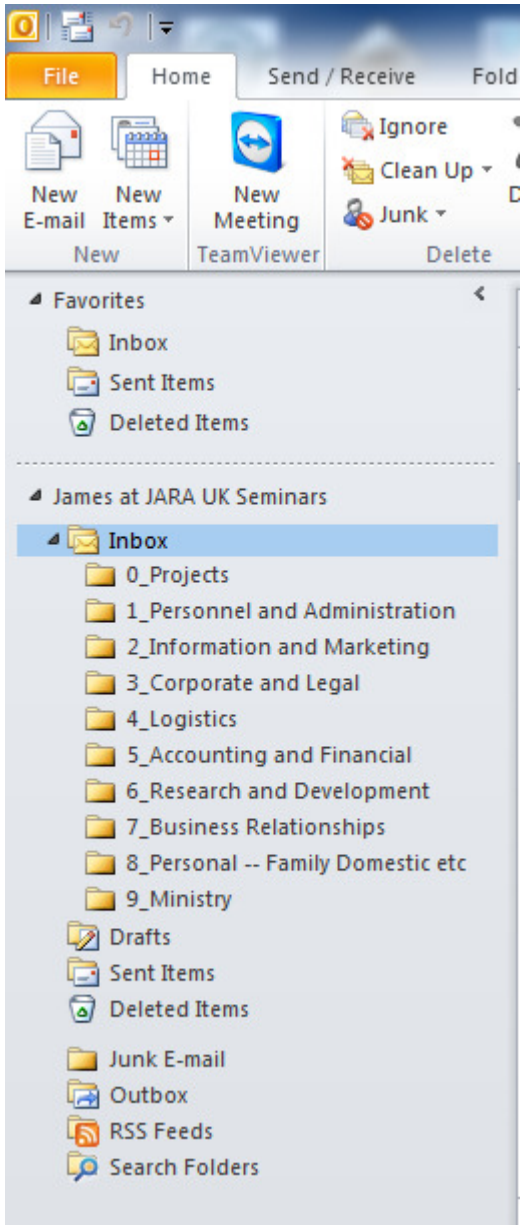 File Home Send / Receive Fold
Ignore
Clean Up
Junk
New E-mail
New Items
New Meeting
New TeamViewer Delete
Favorites
Inbox
Sent Items
Deleted Items
James at JARA UK Seminars
Inbox
0_Projects
1_Personnel and Administration
2_Information and Marketing
3_Corporate and Legal
4_Logistics
5_Accounting and Financial
6_Research and Development
7_Business Relationships
8_Personal -- Family Domestic etc
9_Ministry
Drafts
Sent Items
Deleted Items
Junk E-mail
Outbox
RSS Feeds
Search Folders